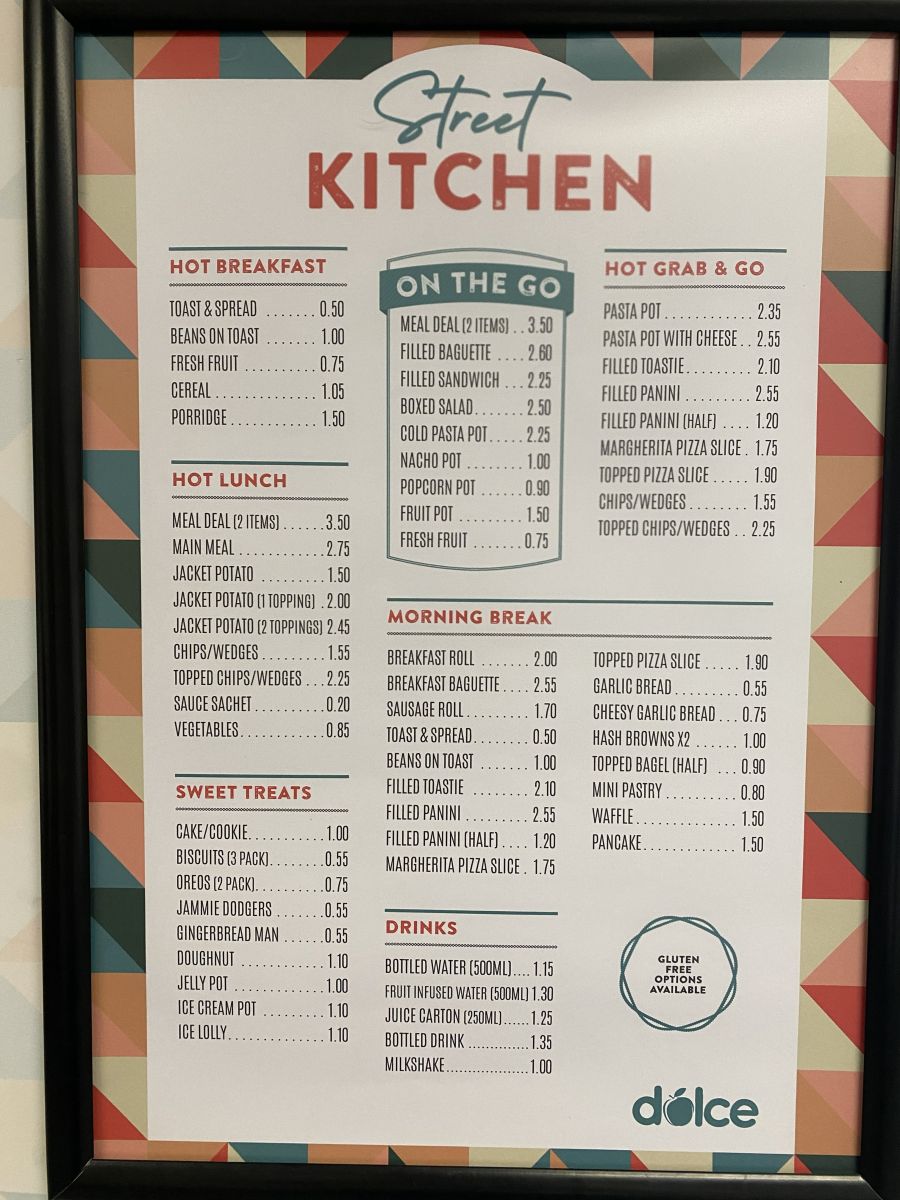 Street
KITCHEN
HOT BREAKFAST
TOAST & SPREAD ....... 0.50
BEANS ON TOAST ....... 1.00
FRESH FRUIT .......... 0.75
CEREAL ............... 1.05
PORRIDGE ............. 1.50
HOT LUNCH
MEAL DEAL (2 ITEMS) ...... 3.50
MAIN MEAL ............ 2.75
JACKET POTATO ......... 1.50
JACKET POTATO (1 TOPPING) . 2.00
JACKET POTATO (2 TOPPINGS) 2.45
CHIPS/WEDGES ......... 1.55
TOPPED CHIPS/WEDGES ... 2.25
SAUCE SACHET .......... 0.20
VEGETABLES ............ 0.85
SWEET TREATS
CAKE/COOKIE ........... 1.00
BISCUITS (3 PACK) ........ 0.55
OREOS (2 PACK) .......... 0.75
JAMMIE DODGERS ....... 0.55
GINGERBREAD MAN ...... 0.55
DOUGHNUT ............ 1.10
JELLY POT ............. 1.00
ICE CREAM POT ......... 1.10
ICE LOLLY .............. 1.10
ON THE GO
MEAL DEAL (2 ITEMS) .. 3.50
FILLED BAGUETTE .... 2.60
FILLED SANDWICH ... 2.25
BOXED SALAD ....... 2.50
COLD PASTA POT ..... 2.25
NACHO POT ........ 1.00
POPCORN POT ...... 0.90
FRUIT POT ......... 1.50
FRESH FRUIT ....... 0.75
HOT GRAB & GO
PASTA POT ............ 2.35
PASTA POT WITH CHEESE .. 2.55
FILLED TOASTIE ......... 2.10
FILLED PANINI ......... 2.55
FILLED PANINI (HALF) .... 1.20
MARGHERITA PIZZA SLICE . 1.75
TOPPED PIZZA SLICE ..... 1.90
CHIPS/WEDGES ......... 1.55
TOPPED CHIPS/WEDGES .. 2.25
MORNING BREAK
BREAKFAST ROLL ....... 2.00
BREAKFAST BAGUETTE .... 2.55
SAUSAGE ROLL ......... 1.70
TOAST & SPREAD ........ 0.50
BEANS ON TOAST ....... 1.00
FILLED TOASTIE ........ 2.10
FILLED PANINI ......... 2.55
FILLED PANINI (HALF) .... 1.20
MARGHERITA PIZZA SLICE . 1.75
TOPPED PIZZA SLICE ..... 1.90
GARLIC BREAD ......... 0.55
CHEESY GARLIC BREAD ... 0.75
HASH BROWNS X2 ...... 1.00
TOPPED BAGEL (HALF) ... 0.90
MINI PASTRY .......... 0.80
WAFFLE .............. 1.50
PANCAKE ............. 1.50
DRINKS
BOTTLED WATER (500ML) .... 1.15
FRUIT INFUSED WATER (500ML) 1.30
JUICE CARTON (250ML) ...... 1.25
BOTTLED DRINK ............. 1.35
MILKSHAKE .................... 1.00
GLUTEN
FREE
OPTIONS
AVAILABLE
dólce